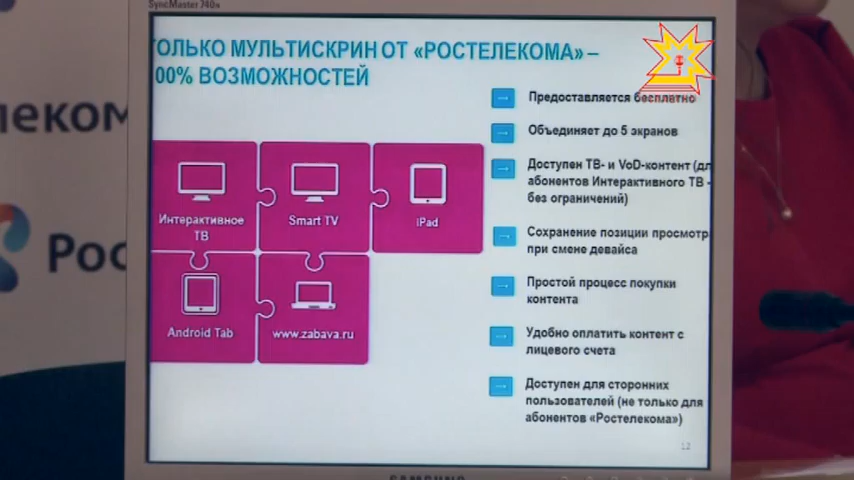 SyncMaster 740n
ТОЛЬКО МУЛЬТИСКРИН ОТ «РОСТЕЛЕКОМА» –
00% ВОЗМОЖНОСТЕЙ
Предоставляется бесплатно
Объединяет до 5 экранов
Доступен ТВ- и VoD-контент (дл
абонентов Интерактивного ТВ -
без ограничений)
Сохранение позиции просмотр
при смене девайса
Простой процесс покупки
контента
Удобно оплатить контент с
лицевого счета
Доступен для сторонних
пользователей (не только для
абонентов «Ростелекома»)
Интерактивное
ТВ
Smart TV
iPad
Android Tab
www.zabava.ru
12
леком
Рос
SAMSUNG